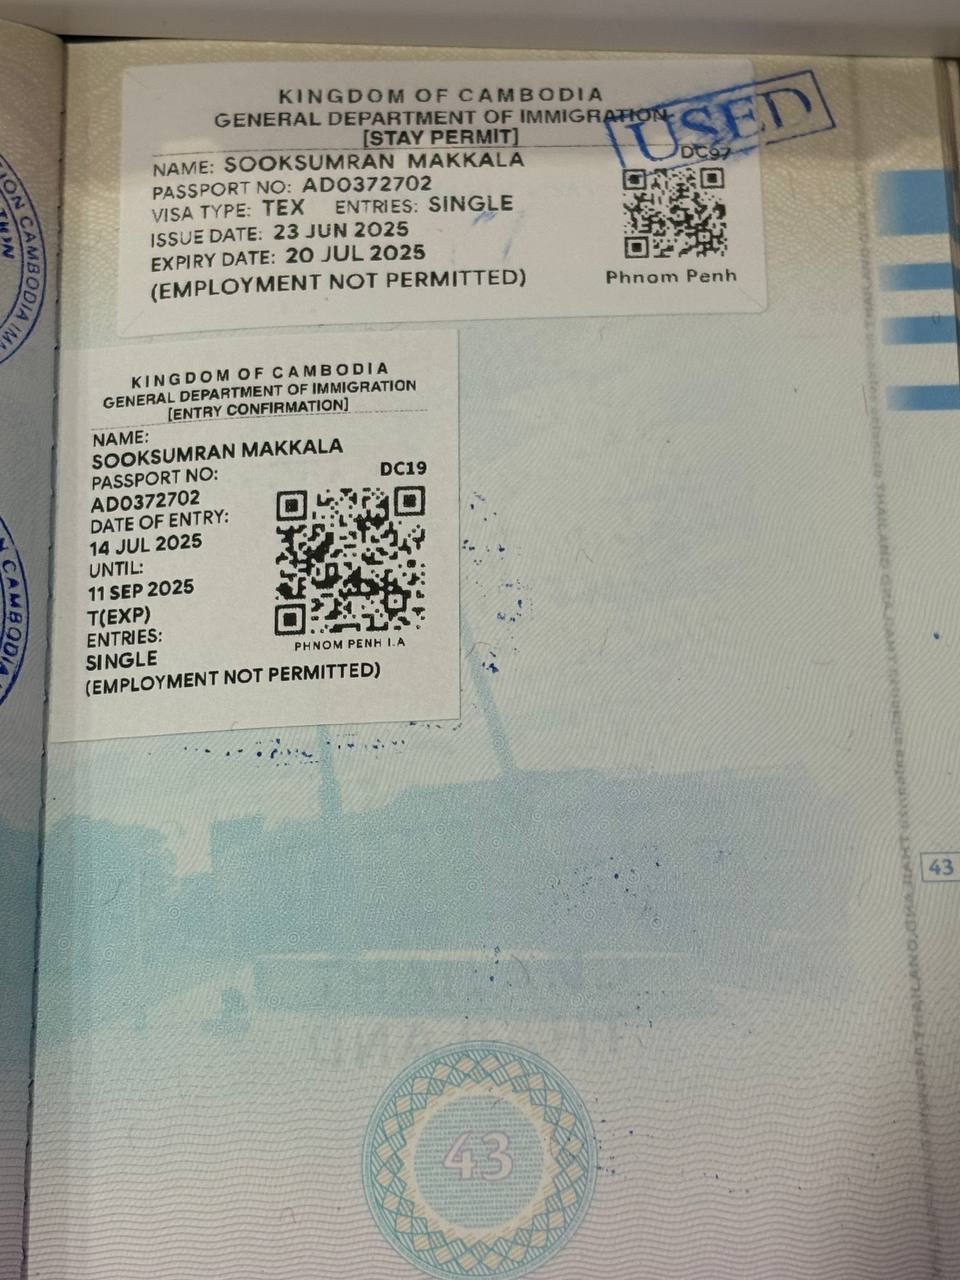 KINGDOM OF CAMBODIA
GENERAL DEPARTMENT OF IMMIGRATION
[STAY PERMIT]
USED
DC97
NAME: SOOKSUMRAN MAKKALA
PASSPORT NO: AD0372702
VISA TYPE: TEX ENTRIES: SINGLE
ISSUE DATE: 23 JUN 2025
EXPIRY DATE: 20 JUL 2025
(EMPLOYMENT NOT PERMITTED)
Phnom Penh
KINGDOM OF CAMBODIA
GENERAL DEPARTMENT OF IMMIGRATION
[ENTRY CONFIRMATION]
NAME:
SOOKSUMRAN MAKKALA
PASSPORT NO:
DC19
AD0372702
DATE OF ENTRY:
14 JUL 2025
UNTIL:
11 SEP 2025
T(EXP)
ENTRIES:
SINGLE
PHNOM PENH I.A
(EMPLOYMENT NOT PERMITTED)
CAMBODIA
CAMBODIA
43
43